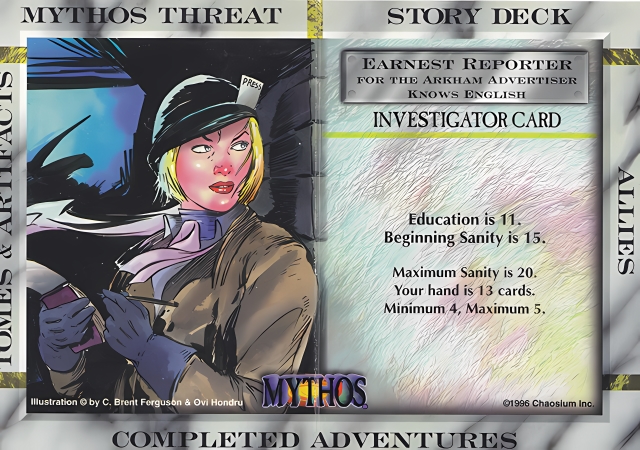 MYTHOS THREAT
STORY DECK
TOMES & ARTIFACTS
PRESS
EARNEST REPORTER
FOR THE ARKHAM ADVERTISER
KNOWS ENGLISH
INVESTIGATOR CARD
ALLIES
Education is 11.
Beginning Sanity is 15.
Maximum Sanity is 20.
Your hand is 13 cards.
Minimum 4, Maximum 5.
MYTHOS
Illustration © by C. Brent Ferguson & Ovi Hondru
©1996 Chaosium Inc.
COMPLETED ADVENTURES